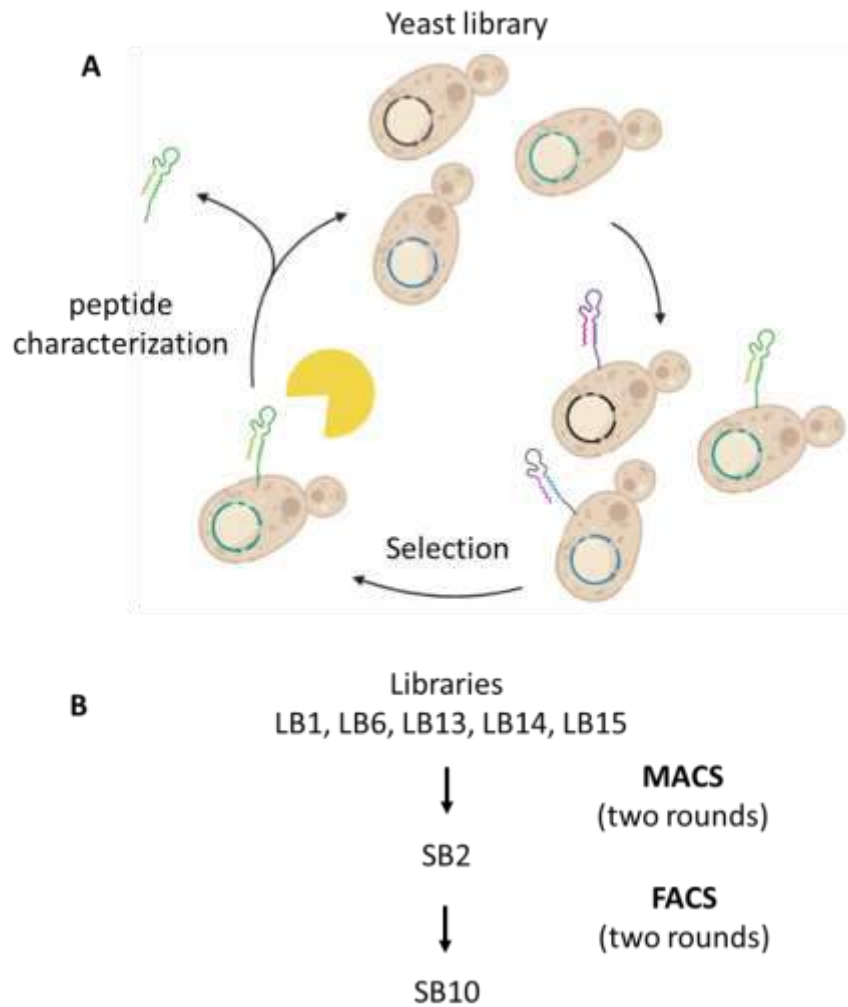 Yeast library
A
peptide
characterization
Selection
B
Libraries
LB1, LB6, LB13, LB14, LB15
MACS
(two rounds)
SB2
FACS
(two rounds)
SB10